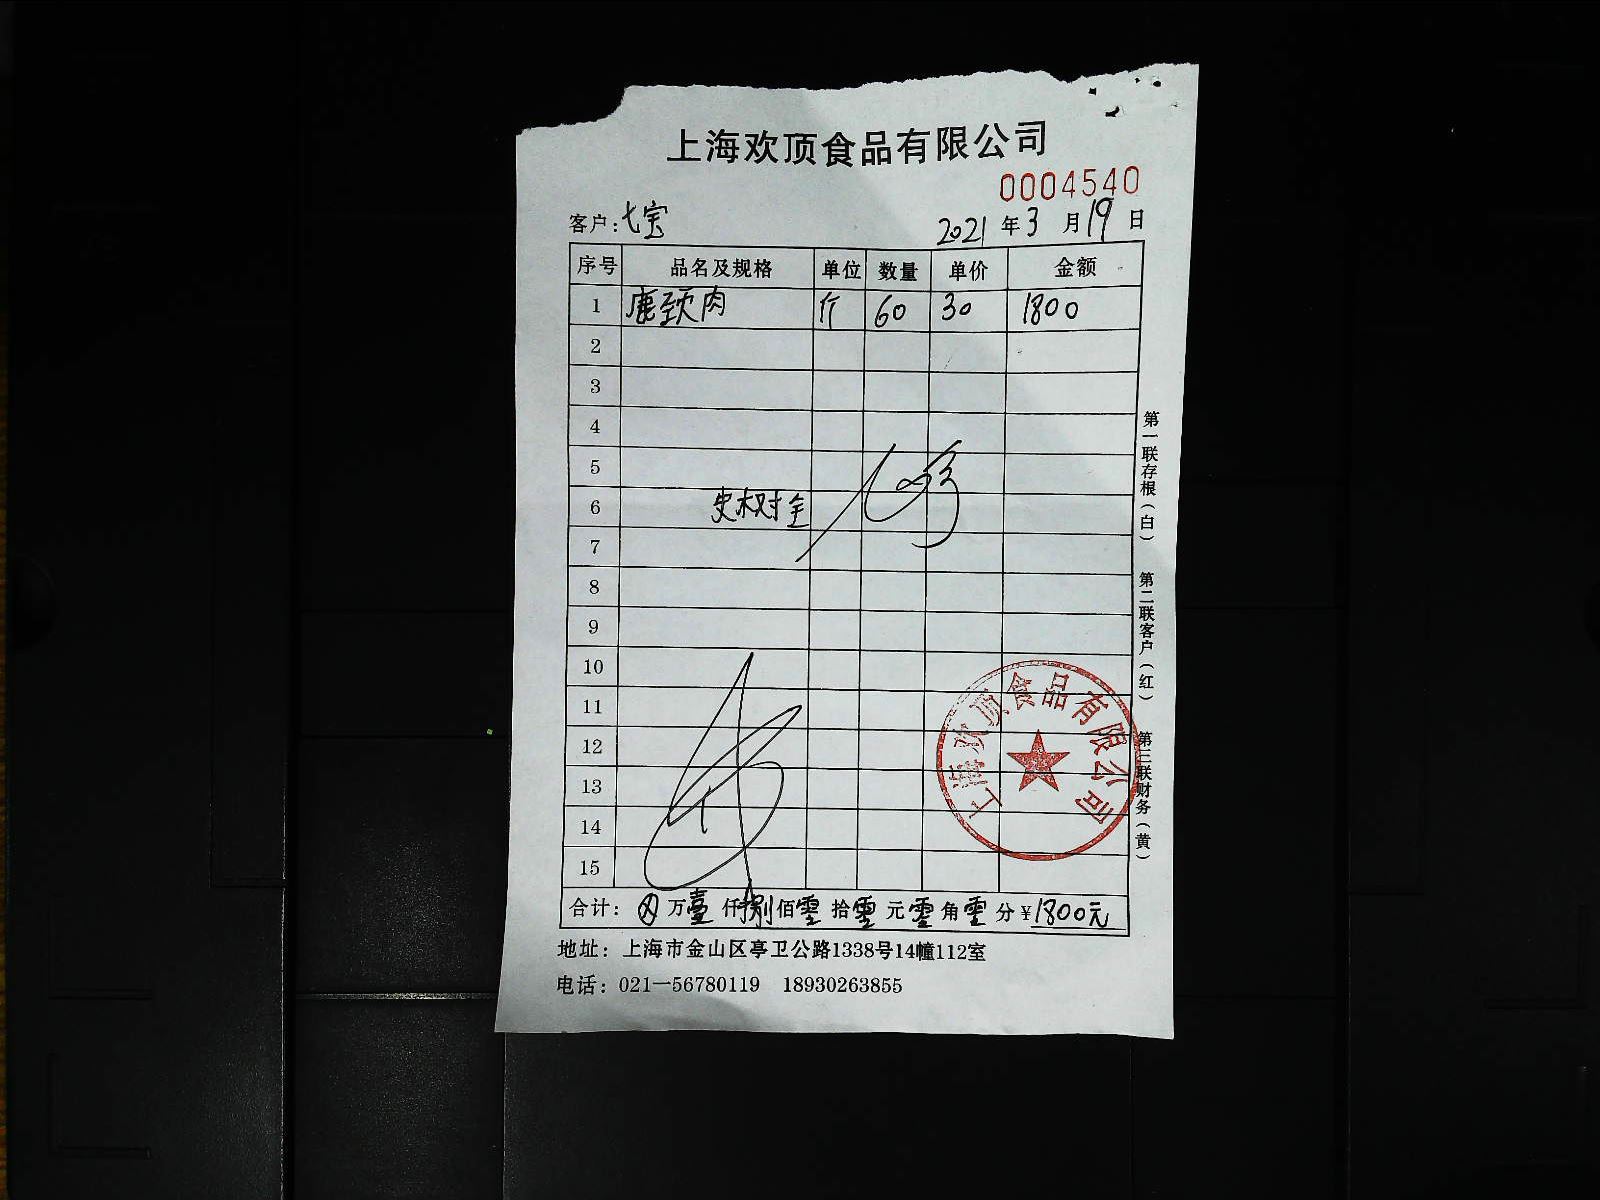 上海欢顶食品有限公司
0004540
客户:七宝 2021 年 3 月 19 日
序号 品名及规格 单位 数量 单价 金额
1 鹿颈肉 斤 60 30 1800
2
3
4
5
6
7
8
9
10
11
12
13
14
15
合计: ⊗ 万 壹 仟 捌 佰 零 拾 零 元 零 角 零 分 ¥1800元
地址: 上海市金山区亭卫公路1338号14幢112室
电话: 021—56780119 18930263855
第一联存根(白) 第二联客户(红) 第三联财务(黄)
上海欢顶食品有限公司